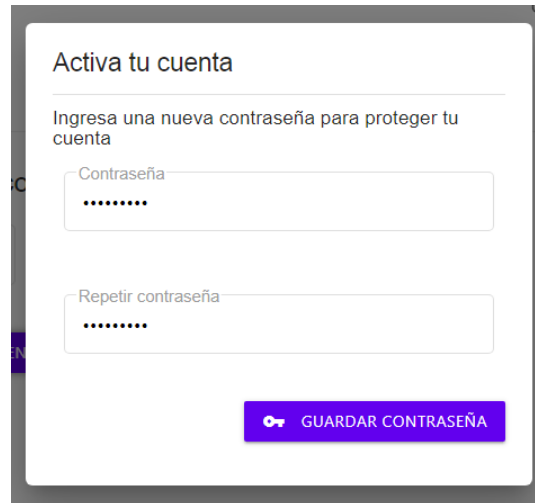 Activa tu cuenta
Ingresa una nueva contraseña para proteger tu
cuenta
Contraseña
•••••••••
Repetir contraseña
•••••••••
GUARDAR CONTRASEÑA